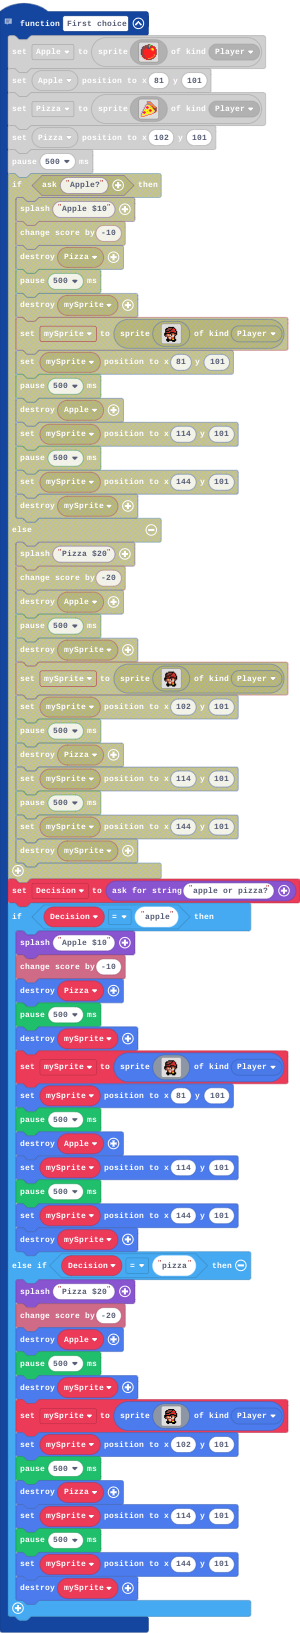 function First choice
set Apple to sprite of kind Player
set Apple position to x 81 y 101
set Pizza to sprite of kind Player
set Pizza position to x 102 y 101
pause 500 ms
if ask "Apple?" then
splash "Apple $10"
change score by -10
destroy Pizza
pause 500 ms
destroy mySprite
set mySprite to sprite of kind Player
set mySprite position to x 81 y 101
pause 500 ms
destroy Apple
set mySprite position to x 114 y 101
pause 500 ms
set mySprite position to x 144 y 101
destroy mySprite
else
splash "Pizza $20"
change score by -20
destroy Apple
pause 500 ms
destroy mySprite
set mySprite to sprite of kind Player
set mySprite position to x 102 y 101
pause 500 ms
destroy Pizza
set mySprite position to x 114 y 101
pause 500 ms
set mySprite position to x 144 y 101
destroy mySprite
set Decision to ask for string "apple or pizza?"
if Decision = "apple" then
splash "Apple $10"
change score by -10
destroy Pizza
pause 500 ms
destroy mySprite
set mySprite to sprite of kind Player
set mySprite position to x 81 y 101
pause 500 ms
destroy Apple
set mySprite position to x 114 y 101
pause 500 ms
set mySprite position to x 144 y 101
destroy mySprite
else if Decision = "pizza" then
splash "Pizza $20"
change score by -20
destroy Apple
pause 500 ms
destroy mySprite
set mySprite to sprite of kind Player
set mySprite position to x 102 y 101
pause 500 ms
destroy Pizza
set mySprite position to x 114 y 101
pause 500 ms
set mySprite position to x 144 y 101
destroy mySprite